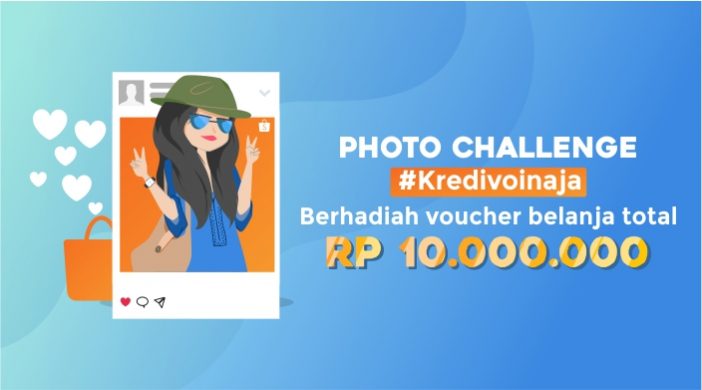 PHOTO CHALLENGE
#Kredivoinaja
Berhadiah voucher belanja total
RP 10.000.000